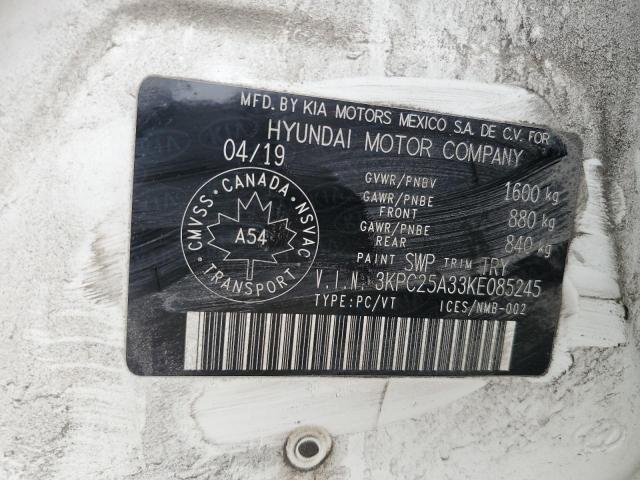 MFD. BY KIA MOTORS MEXICO S.A. DE C.V. FOR
HYUNDAI MOTOR COMPANY
04/19
GVWR/PNBV 1600 kg
GAWR/PNBE FRONT 880 kg
GAWR/PNBE REAR 840 kg
PAINT SWP TRIM TRY
V.I.N. 3KPC25A33KE085245
TYPE: PC/VT ICES/NMB-002
CMVSS · CANADA · NSVAC
A54
TRANSPORT